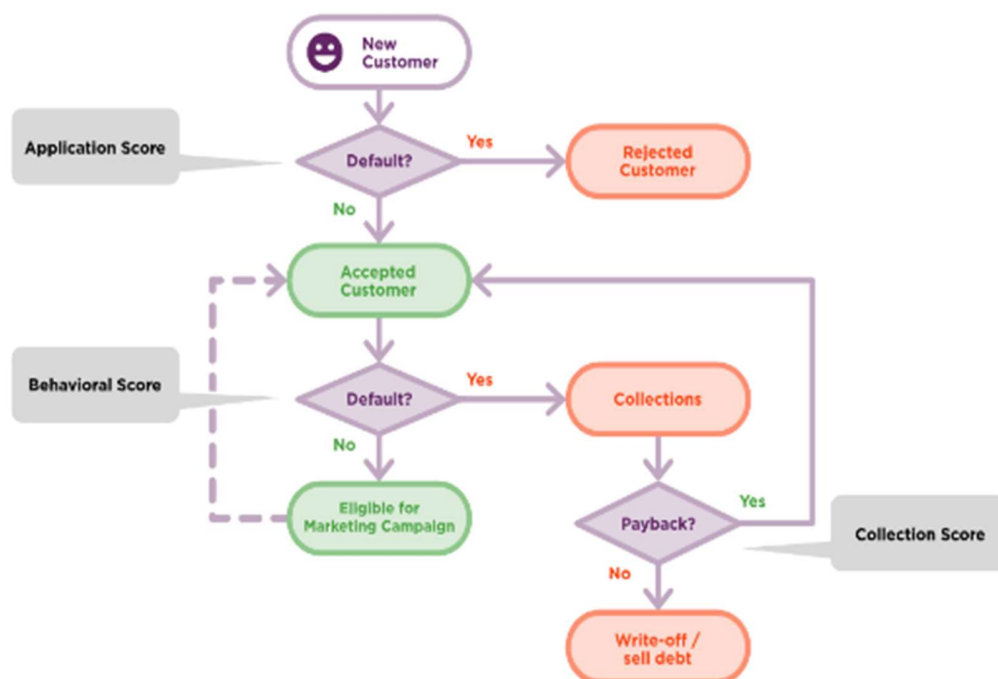 New
Customer
Application Score
Default?
Yes
Rejected
Customer
No
Accepted
Customer
Behavioral Score
Default?
Yes
Collections
No
Eligible for
Marketing Campaign
Payback?
Yes
Collection Score
No
Write-off /
sell debt